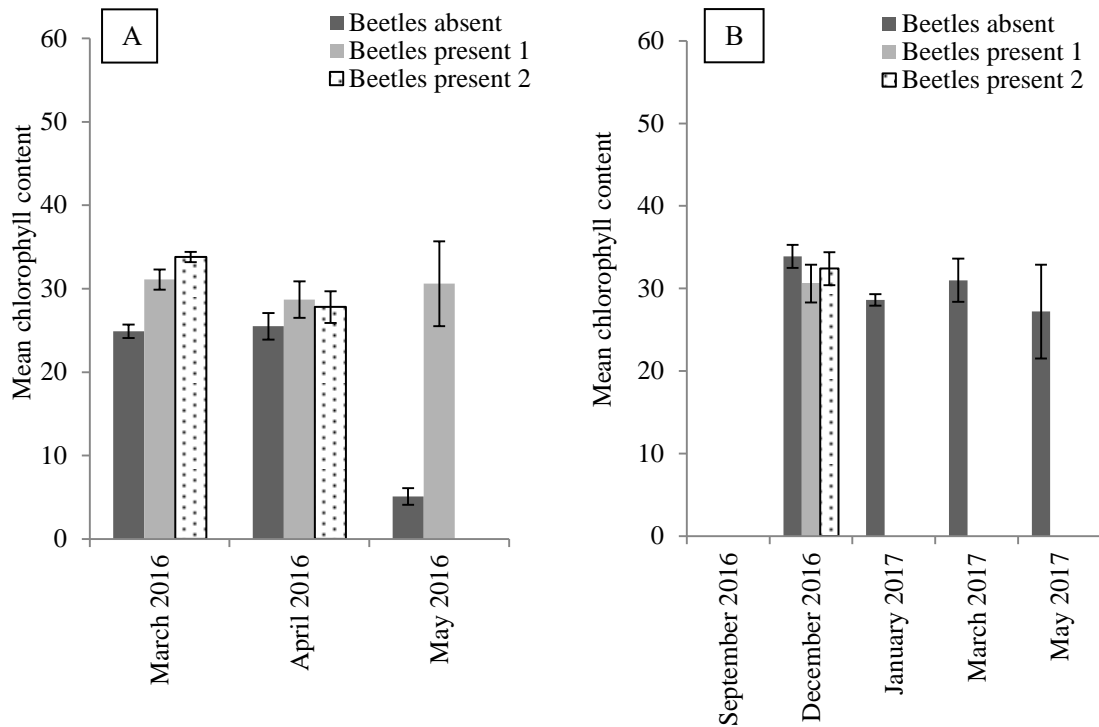 A
Beetles absent
Beetles present 1
Beetles present 2
60
50
40
30
20
10
0
Mean chlorophyll content
March 2016
April 2016
May 2016
B
Beetles absent
Beetles present 1
Beetles present 2
60
50
40
30
20
10
0
Mean chlorophyll content
September 2016
December 2016
January 2017
March 2017
May 2017